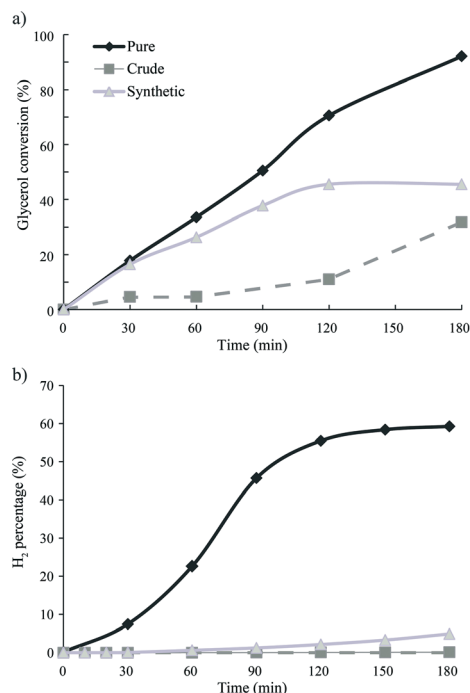 a)
100
80
60
40
20
0
Glycerol conversion (%)
Pure
Crude
Synthetic
0 30 60 90 120 150 180
Time (min)
b)
70
60
50
40
30
20
10
0
H2 percentage (%)
0 30 60 90 120 150 180
Time (min)